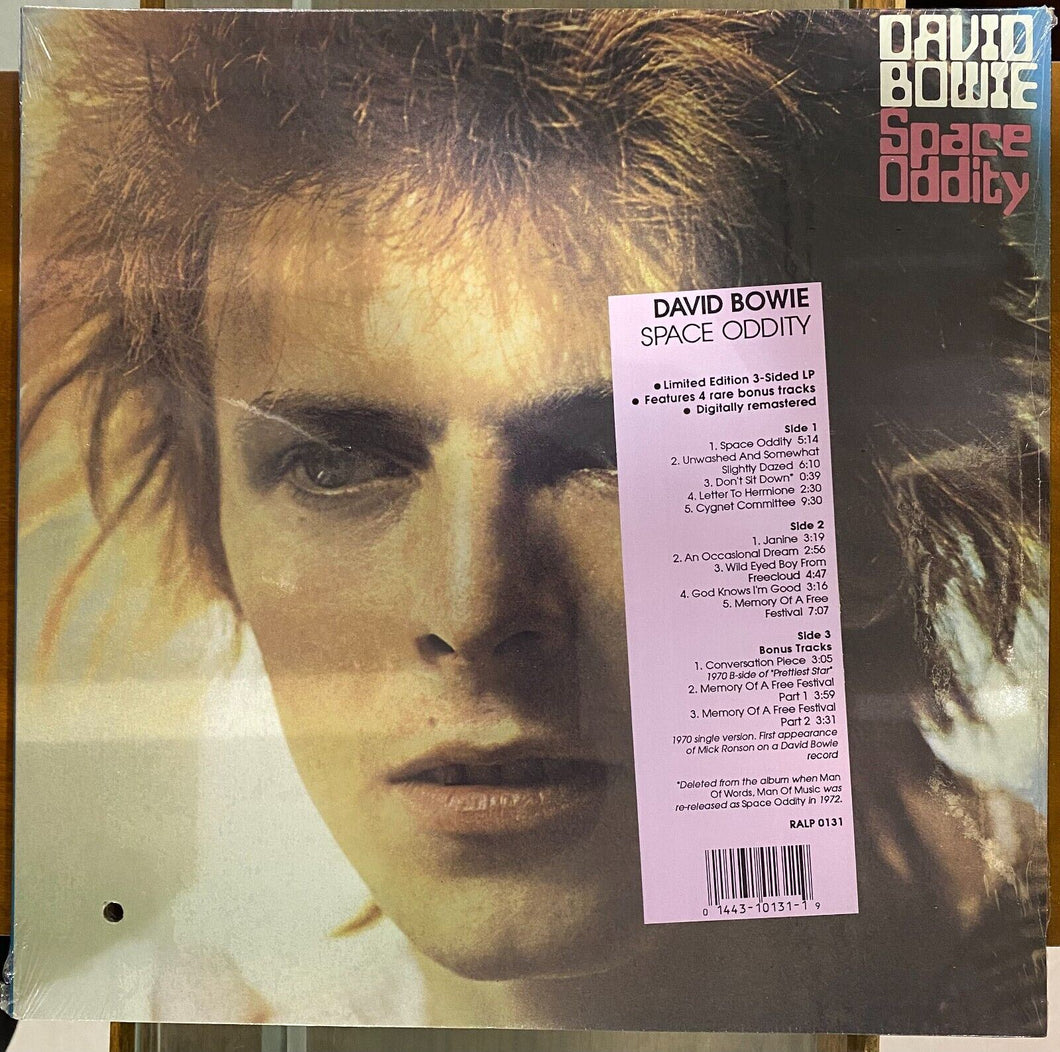 DAVID
BOWIE
Space
Oddity
DAVID BOWIE
SPACE ODDITY
● Limited Edition 3-Sided LP
● Features 4 rare bonus tracks
● Digitally remastered
Side 1
1. Space Oddity 5:14
2. Unwashed And Somewhat
Slightly Dazed 6:10
3. Don't Sit Down* 0:39
4. Letter To Hermione 2:30
5. Cygnet Committee 9:30
Side 2
1. Janine 3:19
2. An Occasional Dream 2:56
3. Wild Eyed Boy From
Freecloud 4:47
4. God Knows I'm Good 3:16
5. Memory Of A Free
Festival 7:07
Side 3
Bonus Tracks
1. Conversation Piece 3:05
1970 B-side of "Prettiest Star"
2. Memory Of A Free Festival
Part 1 3:59
3. Memory Of A Free Festival
Part 2 3:31
1970 single version. First appearance
of Mick Ronson on a David Bowie
record
*Deleted from the album when Man
Of Words, Man Of Music was
re-released as Space Oddity in 1972.
RALP 0131
0 1443-10131-1 9